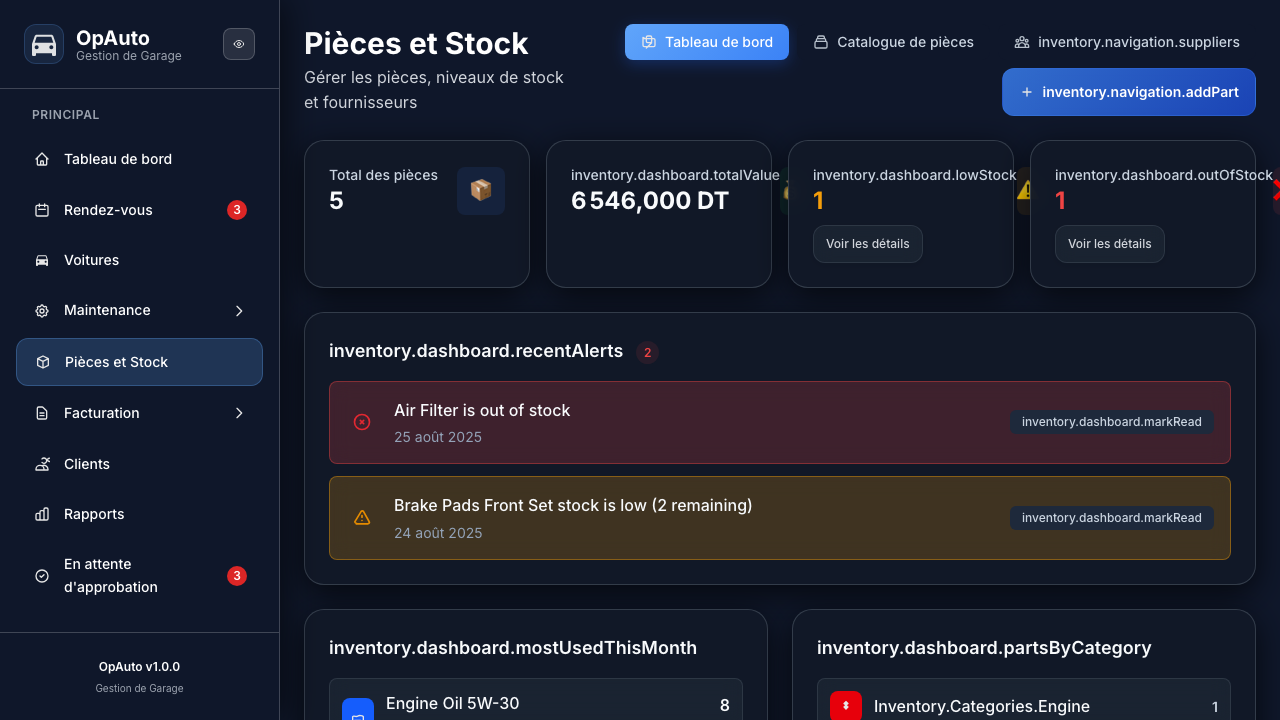 OpAuto
Gestion de Garage
PRINCIPAL
Tableau de bord
Rendez-vous
3
Voitures
Maintenance
Pièces et Stock
Facturation
Clients
Rapports
En attente
d'approbation
3
OpAuto v1.0.0
Gestion de Garage
Pièces et Stock
Gérer les pièces, niveaux de stock
et fournisseurs
Tableau de bord
Catalogue de pièces
inventory.navigation.suppliers
inventory.navigation.addPart
Total des pièces
5
inventory.dashboard.totalValue
6 546,000 DT
inventory.dashboard.lowStock
1
Voir les détails
inventory.dashboard.outOfStock
1
Voir les détails
inventory.dashboard.recentAlerts
2
Air Filter is out of stock
25 août 2025
inventory.dashboard.markRead
Brake Pads Front Set stock is low (2 remaining)
24 août 2025
inventory.dashboard.markRead
inventory.dashboard.mostUsedThisMonth
Engine Oil 5W-30
8
inventory.dashboard.partsByCategory
Inventory.Categories.Engine
1